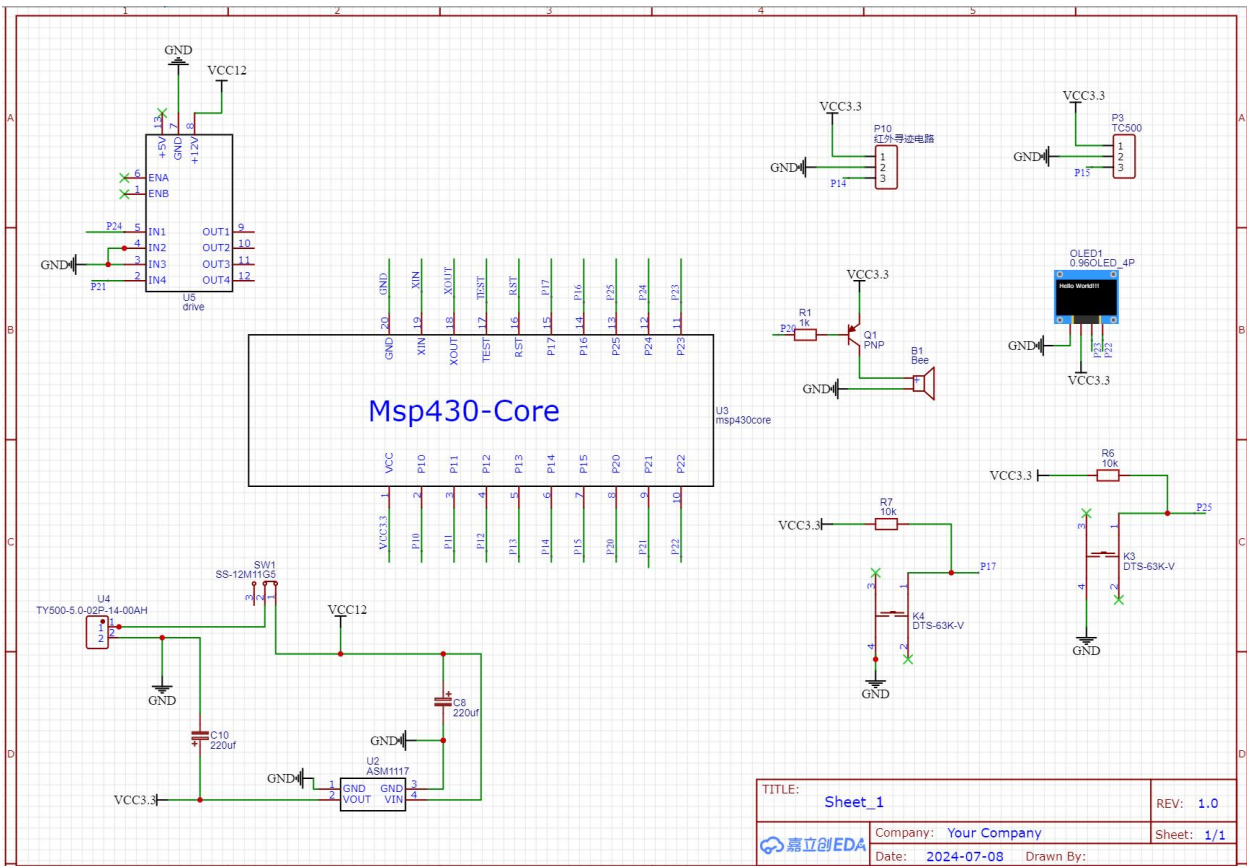 1 2 3 4 5
A
B
C
D
A
B
C
D
GND
VCC12
13 7 8
+5V GND +12V
6 ENA
1 ENB
P24 5 IN1 OUT1 9
4 IN2 OUT2 10
GND 3 IN3 OUT3 11
P21 2 IN4 OUT4 12
U5
drive
VCC3.3
P10
红外寻迹电路
1
GND 2
P14 3
VCC3.3
P3
TC500
1
GND 2
P15 3
OLED1
0.96OLED_4P
Hello World!!!
GND
P23 P22
VCC3.3
VCC3.3
R1
1k
P20
Q1
PNP
B1
Bee
+
GND
GND XIN XOUT TEST RST P17 P16 P25 P24 P23
20 19 18 17 16 15 14 13 12 11
GND XIN XOUT TEST RST P17 P16 P25 P24 P23
Msp430-Core
U3
msp430core
VCC P10 P11 P12 P13 P14 P15 P20 P21 P22
1 2 3 4 5 6 7 8 9 10
VCC3.3 P10 P11 P12 P13 P14 P15 P20 P21 P22
R6
10k
VCC3.3
P25
3 1
K3
DTS-63K-V
4 2
GND
R7
10k
VCC3.3
P17
3 1
K4
DTS-63K-V
4 2
GND
SW1
SS-12M11G5
3 2 1
U4
TY500-5.0-02P-14-00AH
1 1
2 2
GND
VCC12
+
C8
220uf
GND
C10
+ 220uf
U2
ASM1117
GND 1 GND GND 3
VCC3.3 2 VOUT VIN 4
TITLE:
Sheet_1
REV: 1.0
嘉立创EDA
Company: Your Company
Sheet: 1/1
Date: 2024-07-08 Drawn By: